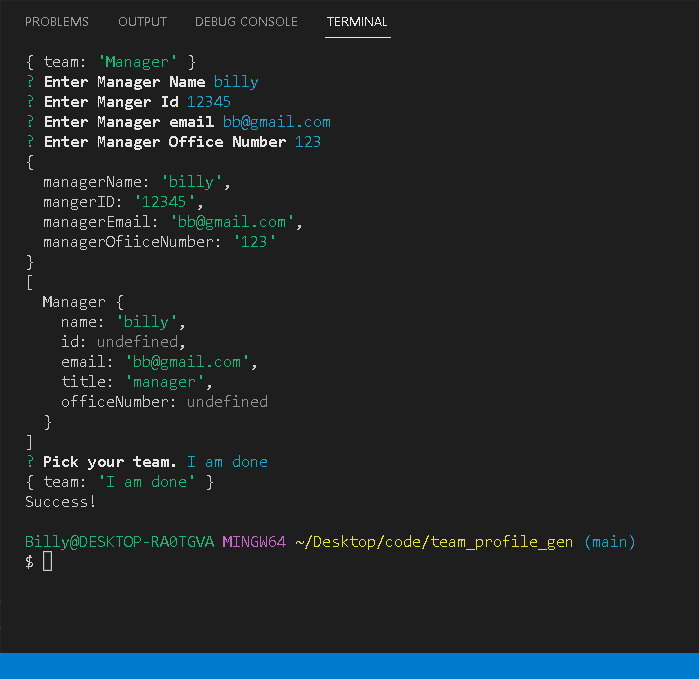 PROBLEMS OUTPUT DEBUG CONSOLE TERMINAL
{ team: 'Manager' }
? Enter Manager Name billy
? Enter Manger Id 12345
? Enter Manager email bb@gmail.com
? Enter Manager Office Number 123
{
  managerName: 'billy',
  mangerID: '12345',
  managerEmail: 'bb@gmail.com',
  managerOfiiceNumber: '123'
}
[
  Manager {
    name: 'billy',
    id: undefined,
    email: 'bb@gmail.com',
    title: 'manager',
    officeNumber: undefined
  }
]
? Pick your team. I am done
{ team: 'I am done' }
Success!
Billy@DESKTOP-RA0TGVA MINGW64 ~/Desktop/code/team_profile_gen (main)
$